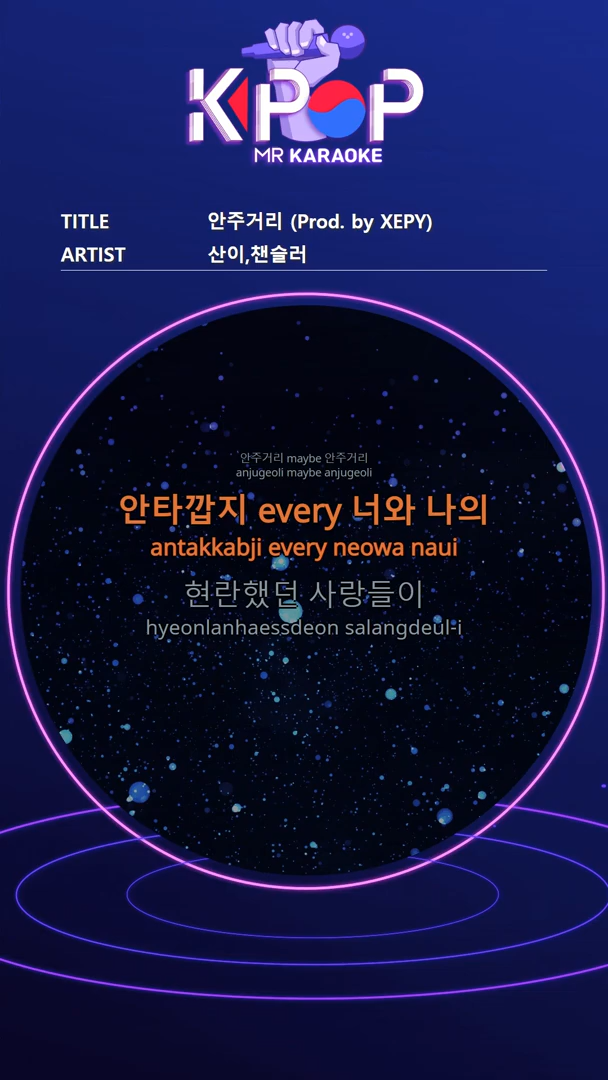 KPOP
MR KARAOKE
TITLE 안주거리 (Prod. by XEPY)
ARTIST 산이,챈슬러
안주거리 maybe 안주거리
anjugeoli maybe anjugeoli
안타깝지 every 너와 나의
antakkabji every neowa naui
현란했던 사랑들이
hyeonlanhaessdeon salangdeul-i